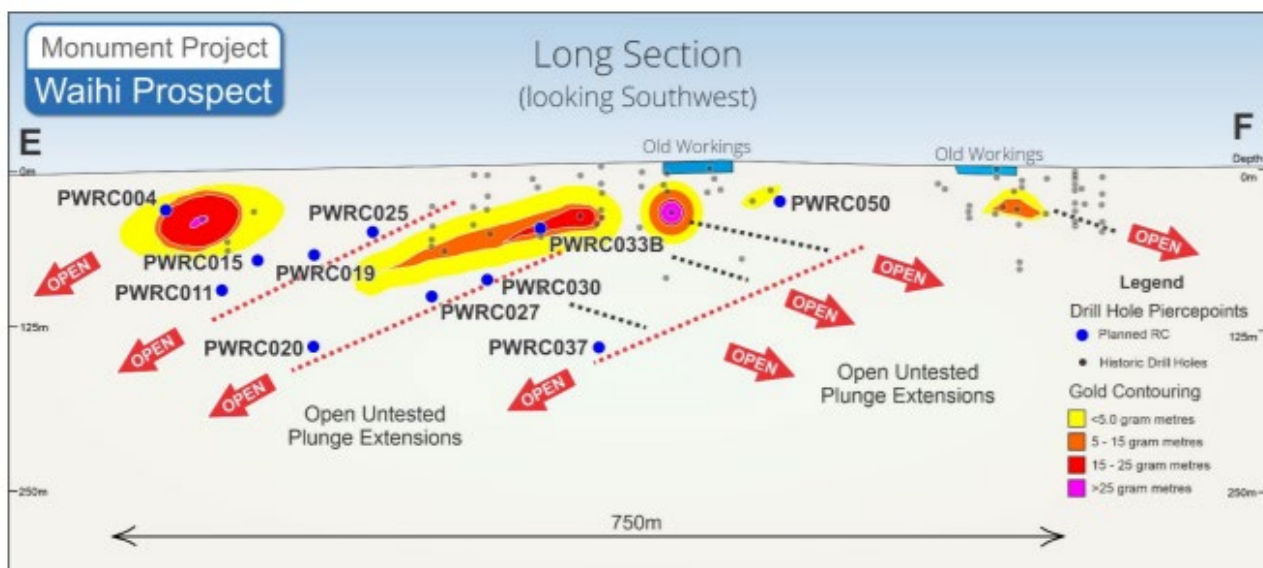 Monument Project
Waihi Prospect
Long Section
(looking Southwest)
E
F
Old Workings
Old Workings
Depth
0m
0m
PWRC004
PWRC025
PWRC050
PWRC015
PWRC019
PWRC033B
PWRC011
PWRC030
PWRC027
PWRC020
PWRC037
OPEN
OPEN
OPEN
OPEN
OPEN
OPEN
OPEN
OPEN
125m
125m
Open Untested
Plunge Extensions
Open Untested
Plunge Extensions
Legend
Drill Hole Piercepoints
Planned RC
Historic Drill Holes
Gold Contouring
<5.0 gram metres
5 - 15 gram metres
15 - 25 gram metres
>25 gram metres
250m
250m
750m